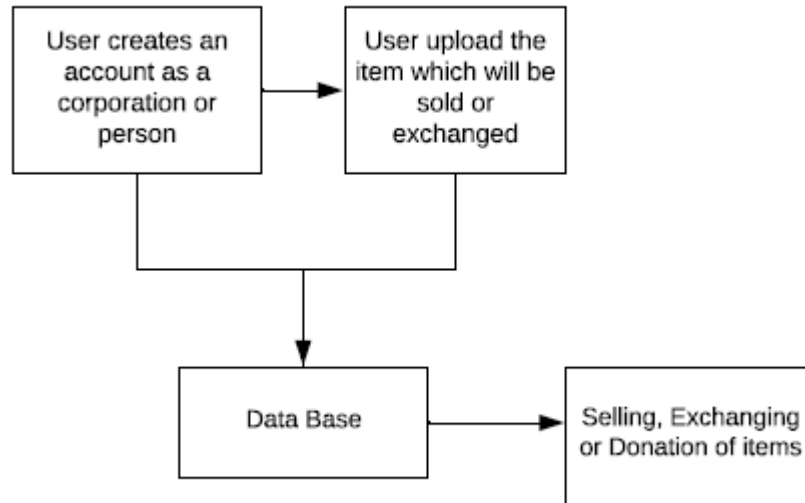 User creates an
account as a
corporation or
person
User upload the
item which will be
sold or
exchanged
Data Base
Selling, Exchanging
or Donation of items